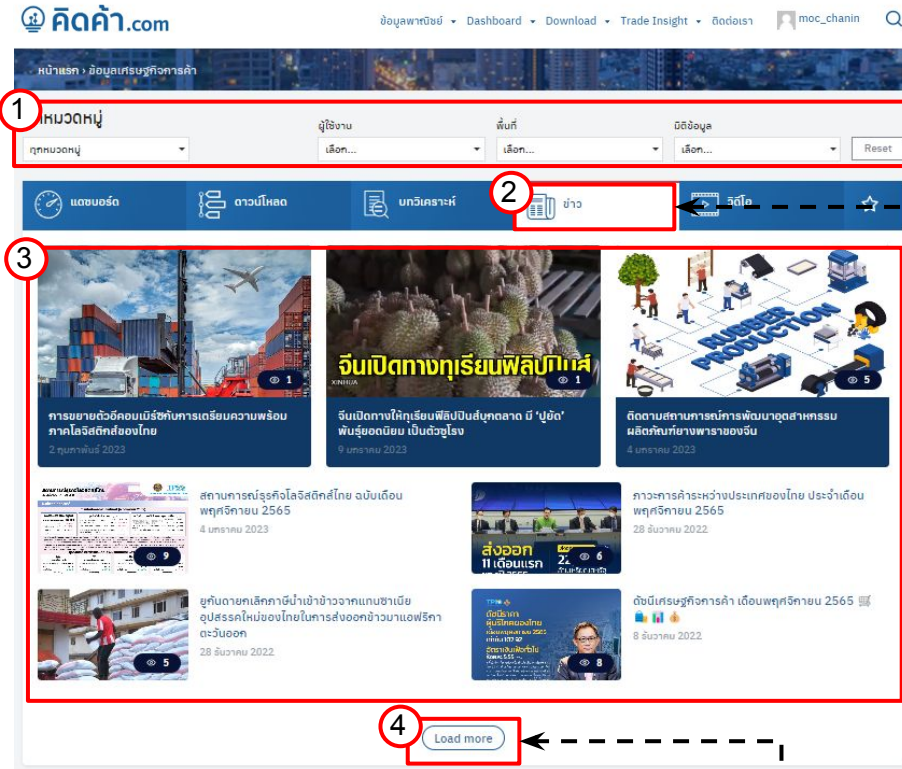 คิดค้า.com
ข้อมูลพาณิชย์ Dashboard Download Trade Insight ติดต่อเรา moc_chanin
หน้าแรก › ข้อมูลเศรษฐกิจการค้า
1
หมวดหมู่
ผู้ใช้งาน
พื้นที่
มิติข้อมูล
ทุกหมวดหมู่
เลือก...
เลือก...
เลือก...
Reset
แดชบอร์ด
ดาวน์โหลด
บทวิเคราะห์
2
ข่าว
วิดีโอ
3
1
จีนเปิดทางทุเรียนฟิลิปปินส์
XINHUA
1
RUBBER PRODUCTION
5
การขยายตัวอีคอมเมิร์ซกับการเตรียมความพร้อม
ภาคโลจิสติกส์ของไทย
2 กุมภาพันธ์ 2023
จีนเปิดทางให้ทุเรียนฟิลิปปินส์บุกตลาด มี ‘ปูยัด’
พันธุ์ยอดนิยม เป็นตัวชูโรง
9 มกราคม 2023
ติดตามสถานการณ์การพัฒนาอุตสาหกรรม
ผลิตภัณฑ์ยางพาราของจีน
4 มกราคม 2023
9
สถานการณ์ธุรกิจโลจิสติกส์ไทย ฉบับเดือน
พฤศจิกายน 2565
4 มกราคม 2023
ส่งออก
11 เดือนแรก
6
ภาวะการค้าระหว่างประเทศของไทย ประจำเดือน
พฤศจิกายน 2565
28 ธันวาคม 2022
5
ยูกันดายกเลิกภาษีนำเข้าข้าวจากแทนซาเนีย
อุปสรรคใหม่ของไทยในการส่งออกข้าวมาแอฟริกา
ตะวันออก
28 ธันวาคม 2022
ดัชนีราคา
ผู้บริโภคของไทย
8
ดัชนีเศรษฐกิจการค้า เดือนพฤศจิกายน 2565
8 ธันวาคม 2022
4
Load more